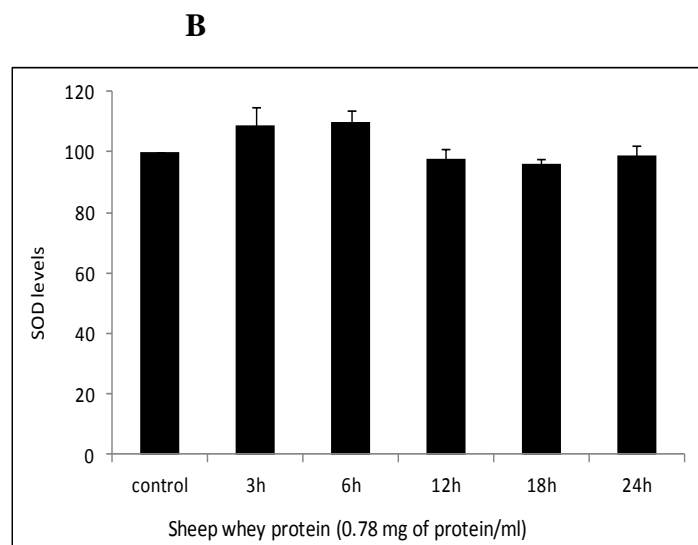 B
120
100
80
60
40
20
0
SOD levels
control 3h 6h 12h 18h 24h
Sheep whey protein (0.78 mg of protein/ml)